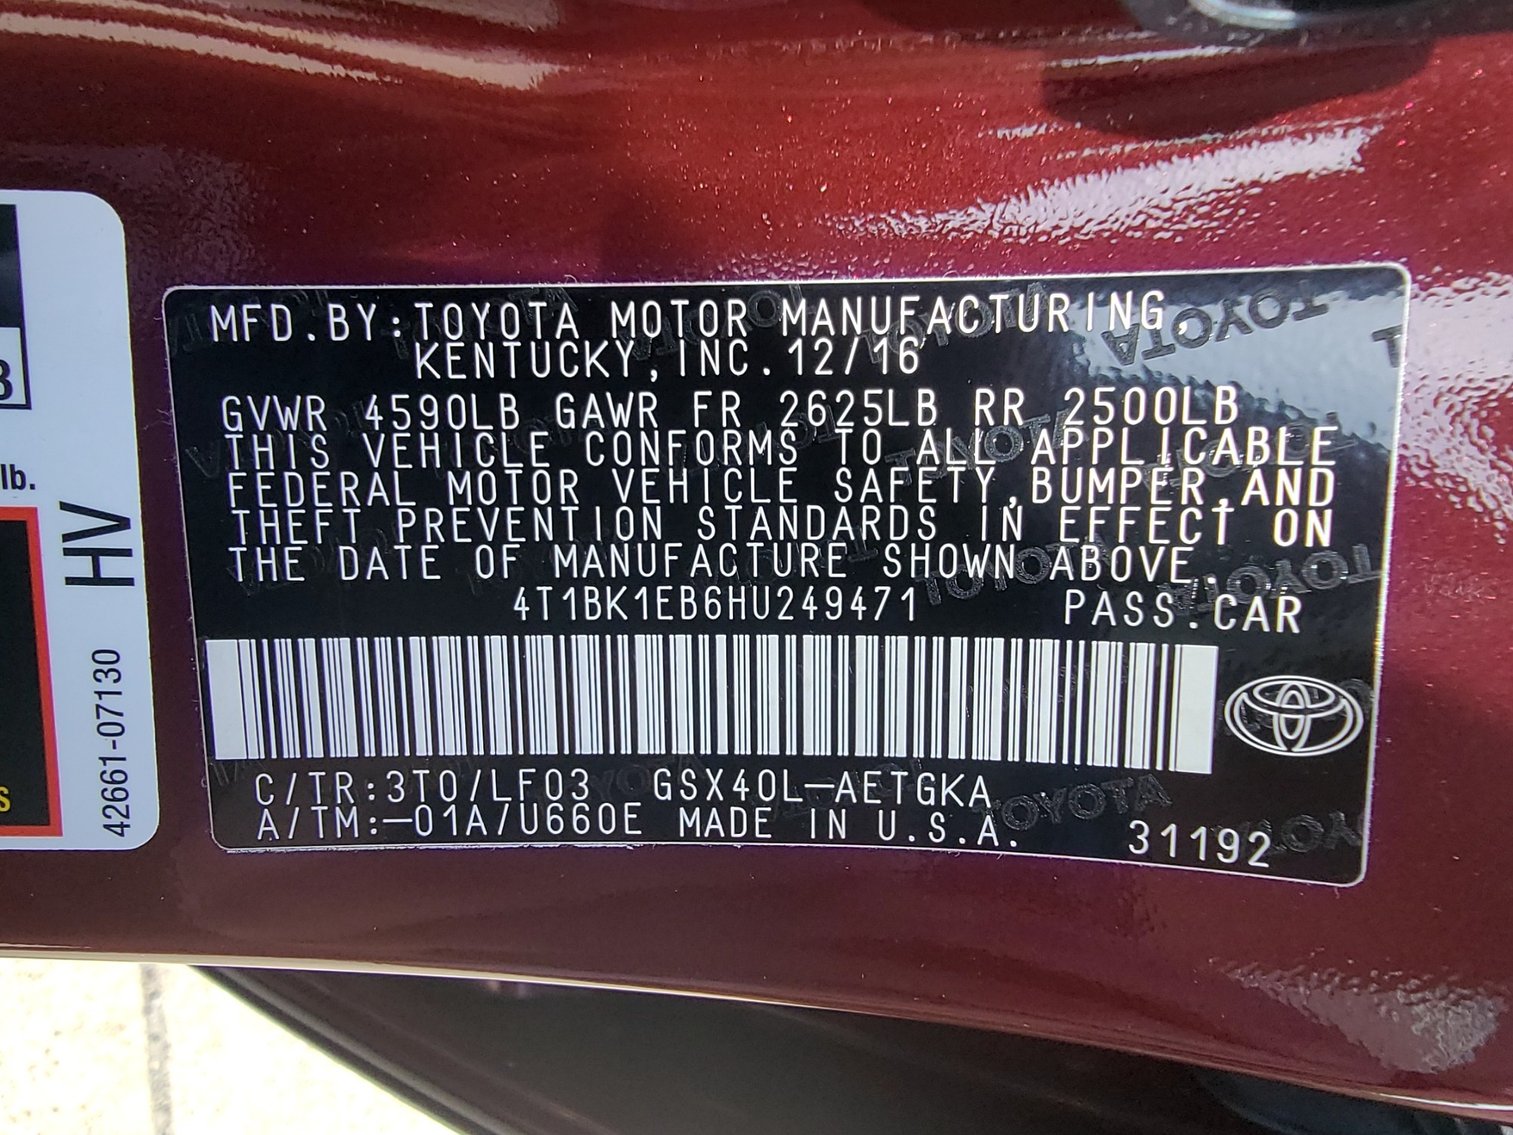 MFD.BY:TOYOTA MOTOR MANUFACTURING,
KENTUCKY,INC.12/16
GVWR 4590LB GAWR FR 2625LB RR 2500LB
THIS VEHICLE CONFORMS TO ALL APPLICABLE
FEDERAL MOTOR VEHICLE SAFETY,BUMPER,AND
THEFT PREVENTION STANDARDS IN EFFECT ON
THE DATE OF MANUFACTURE SHOWN ABOVE.
4T1BK1EB6HU249471 PASS.CAR
C/TR:3T0/LF03 GSX40L-AETGKA
A/TM:-01A/U660E MADE IN U.S.A. 31192
lb.
HV
42661-07130